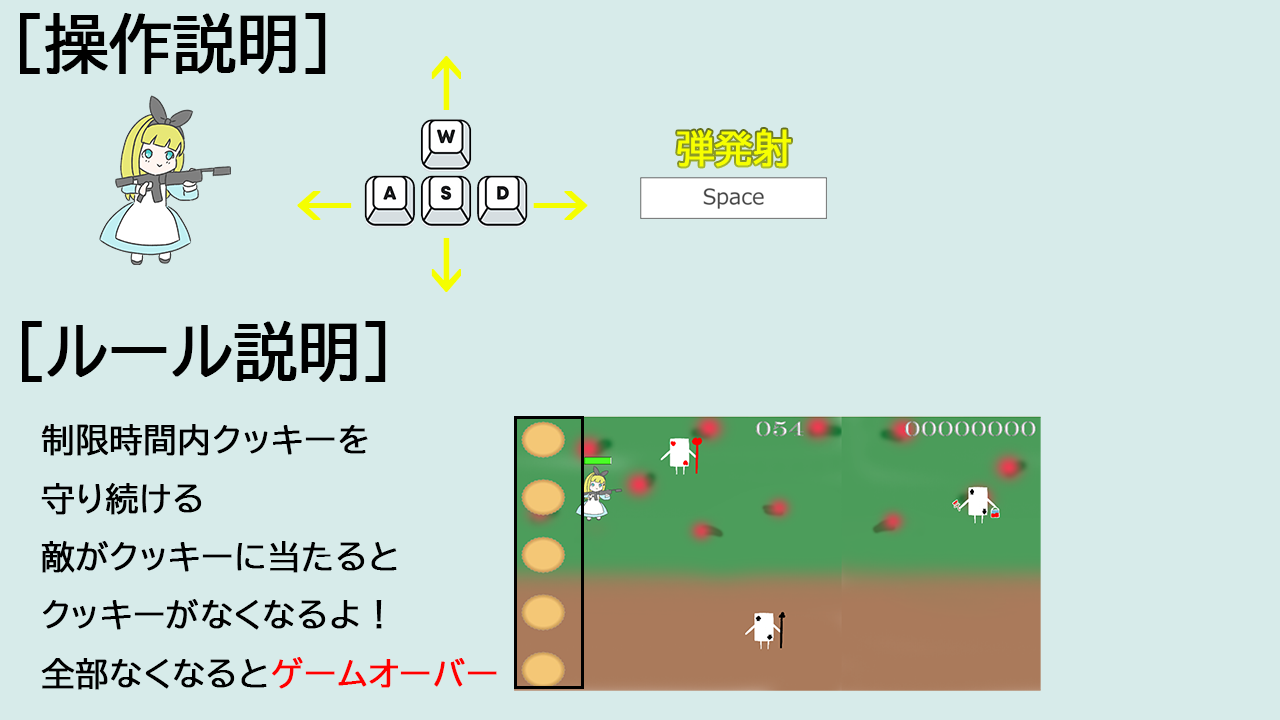 [操作説明]
W
A S D
弾発射
Space
[ルール説明]
制限時間内クッキーを
守り続ける
敵がクッキーに当たると
クッキーがなくなるよ！
全部なくなるとゲームオーバー
054
00000000